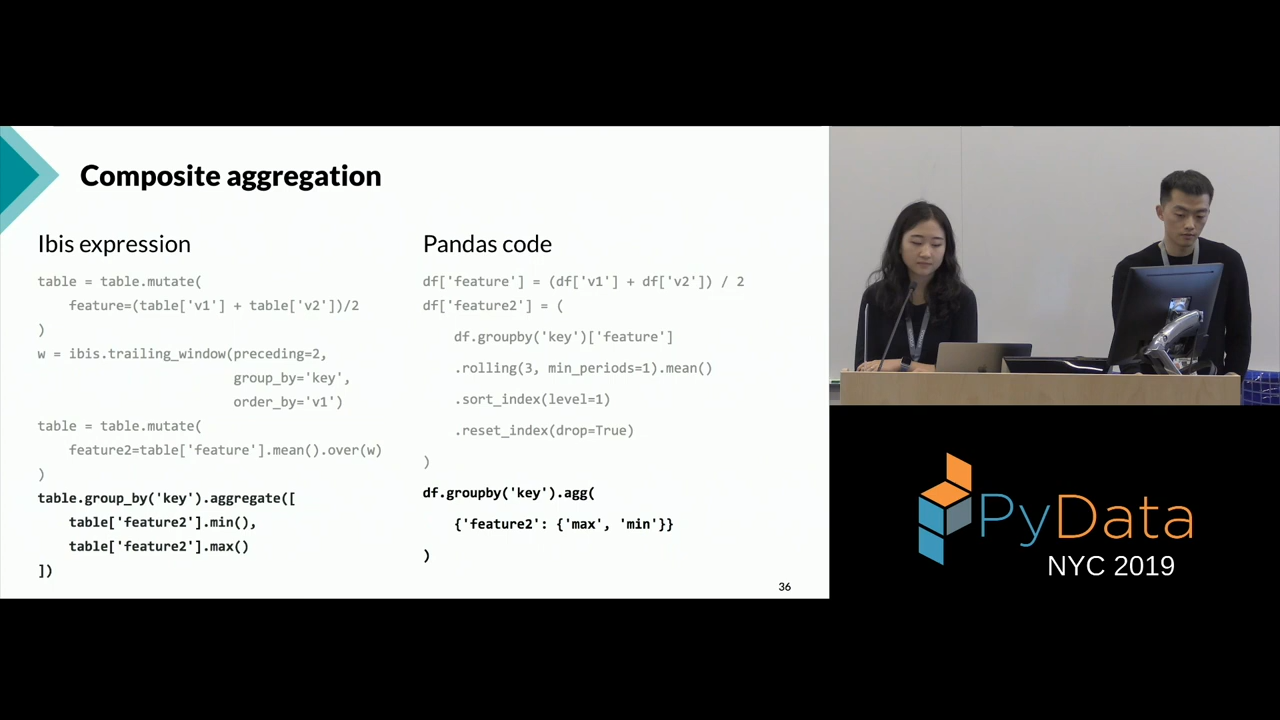 Composite aggregation
Ibis expression
table = table.mutate(
    feature=(table['v1'] + table['v2'])/2
)
w = ibis.trailing_window(preceding=2,
                         group_by='key',
                         order_by='v1')
table = table.mutate(
    feature2=table['feature'].mean().over(w)
)
table.group_by('key').aggregate([
    table['feature2'].min(),
    table['feature2'].max()
])
Pandas code
df['feature'] = (df['v1'] + df['v2']) / 2
df['feature2'] = (
    df.groupby('key')['feature']
    .rolling(3, min_periods=1).mean()
    .sort_index(level=1)
    .reset_index(drop=True)
)
df.groupby('key').agg(
    {'feature2': {'max', 'min'}}
)
36
PyData
NYC 2019